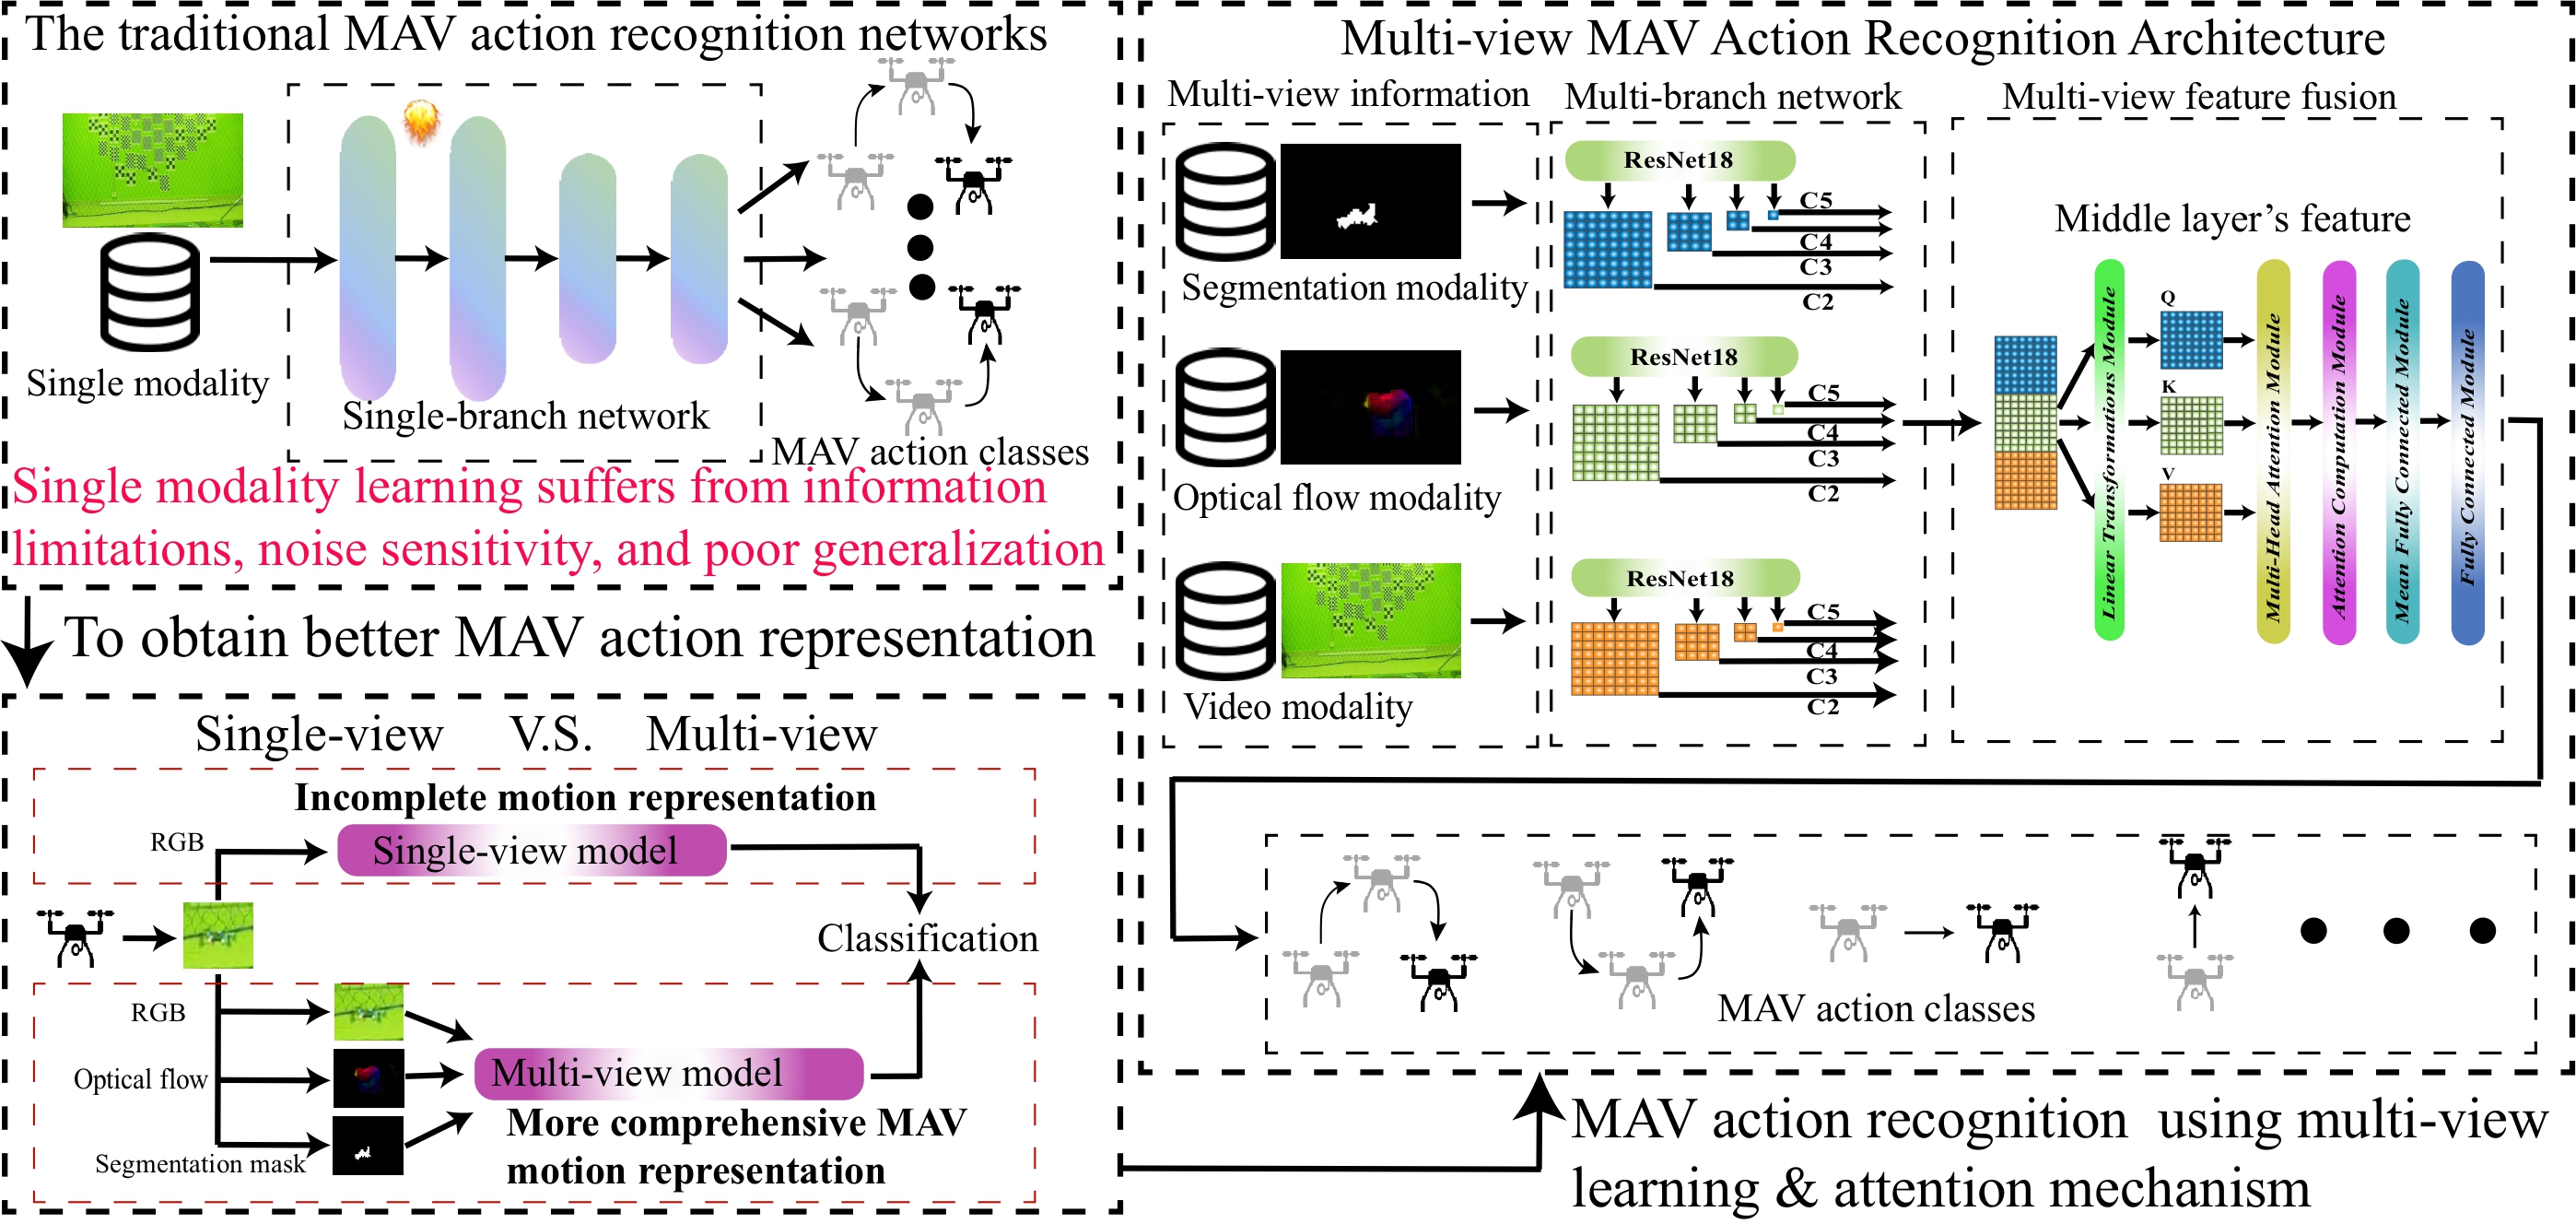 The traditional MAV action recognition networks
Single modality
Single-branch network
MAV action classes
Single modality learning suffers from information
limitations, noise sensitivity, and poor generalization
To obtain better MAV action representation
Single-view V.S. Multi-view
Incomplete motion representation
RGB
Single-view model
Classification
RGB
Optical flow
Segmentation mask
Multi-view model
More comprehensive MAV
motion representation
Multi-view MAV Action Recognition Architecture
Multi-view information
Segmentation modality
Optical flow modality
Video modality
Multi-branch network
ResNet18
C5
C4
C3
C2
ResNet18
C5
C4
C3
C2
ResNet18
C5
C4
C3
C2
Multi-view feature fusion
Middle layer’s feature
Linear Transformations Module
Q
K
V
Multi-Head Attention Module
Attention Computation Module
Mean Fully Connected Module
Fully Connected Module
MAV action classes
MAV action recognition using multi-view
learning & attention mechanism